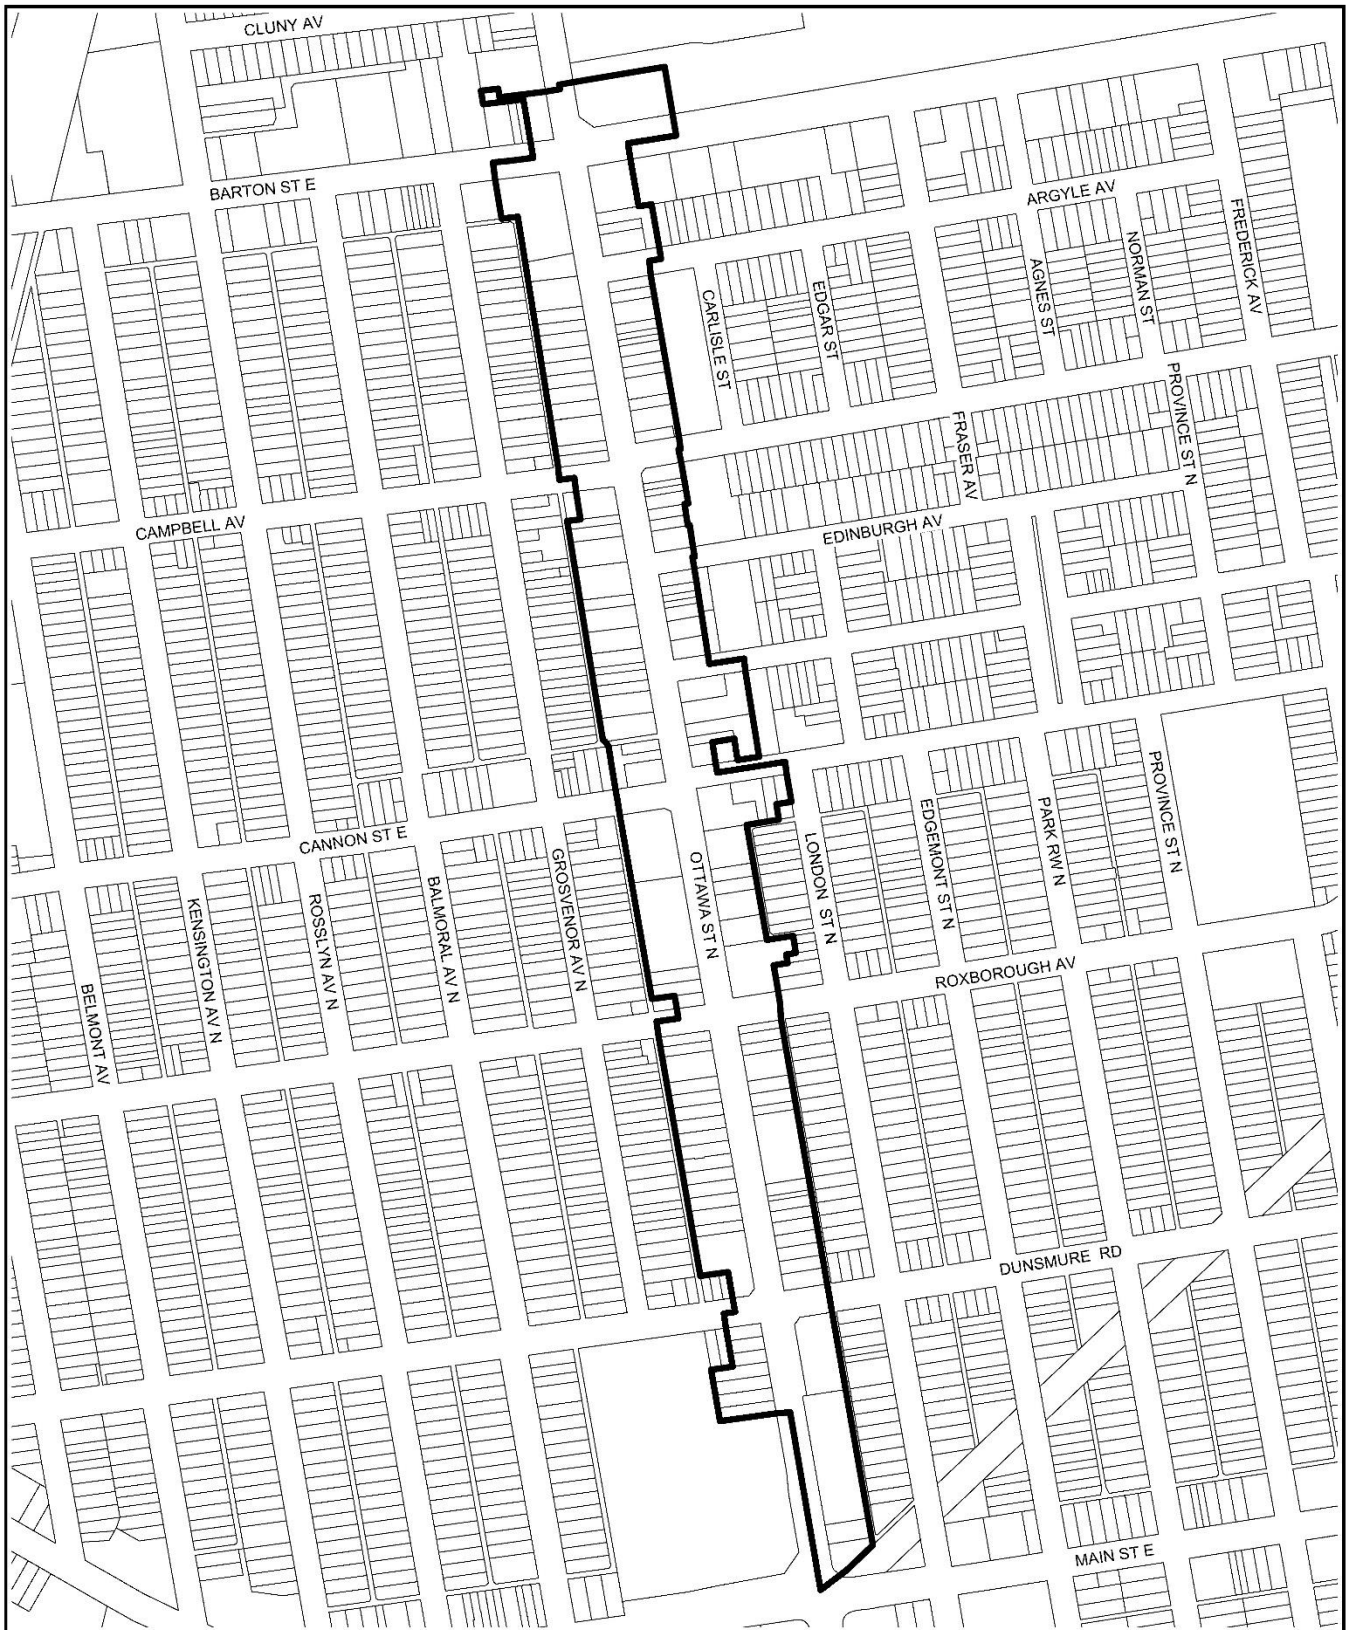 CLUNY AV
BARTON ST E
ARGYLE AV
FREDERICK AV
NORMAN ST
AGNES ST
EDGAR ST
CARLISLE ST
PROVINCE ST N
FRASER AV
CAMPBELL AV
EDINBURGH AV
PROVINCE ST N
PARK RW N
EDGEMONT ST N
LONDON ST N
CANNON ST E
OTTAWA ST N
GROSVENOR AV N
BALMORAL AV N
ROSSLYN AV N
KENSINGTON AV N
BELMONT AV
ROXBOROUGH AV
DUNSMURE RD
MAIN ST E